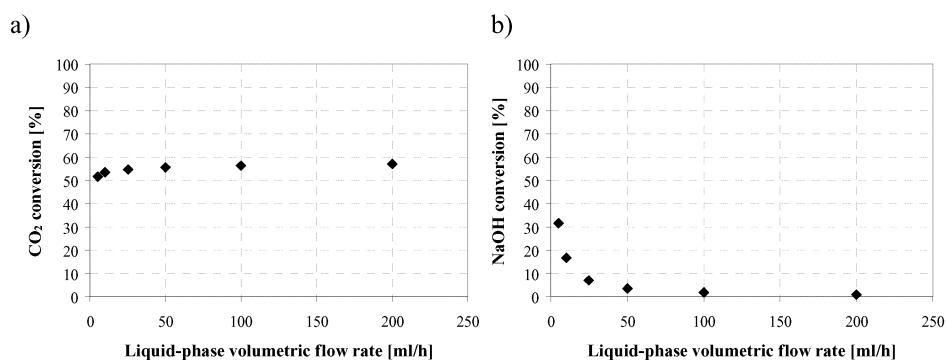 a)
100
90
80
70
60
50
40
30
20
10
0
CO₂ conversion [%]
0 50 100 150 200 250
Liquid-phase volumetric flow rate [ml/h]
b)
100
90
80
70
60
50
40
30
20
10
0
NaOH conversion [%]
0 50 100 150 200 250
Liquid-phase volumetric flow rate [ml/h]